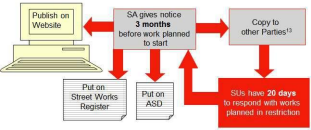 Publish on
Website
SA gives notice
3 months
before work planned
to start
Copy to
other Parties13
Put on
Street Works
Register
Put on
ASD
SUs have 20 days
to respond with works
planned in restriction